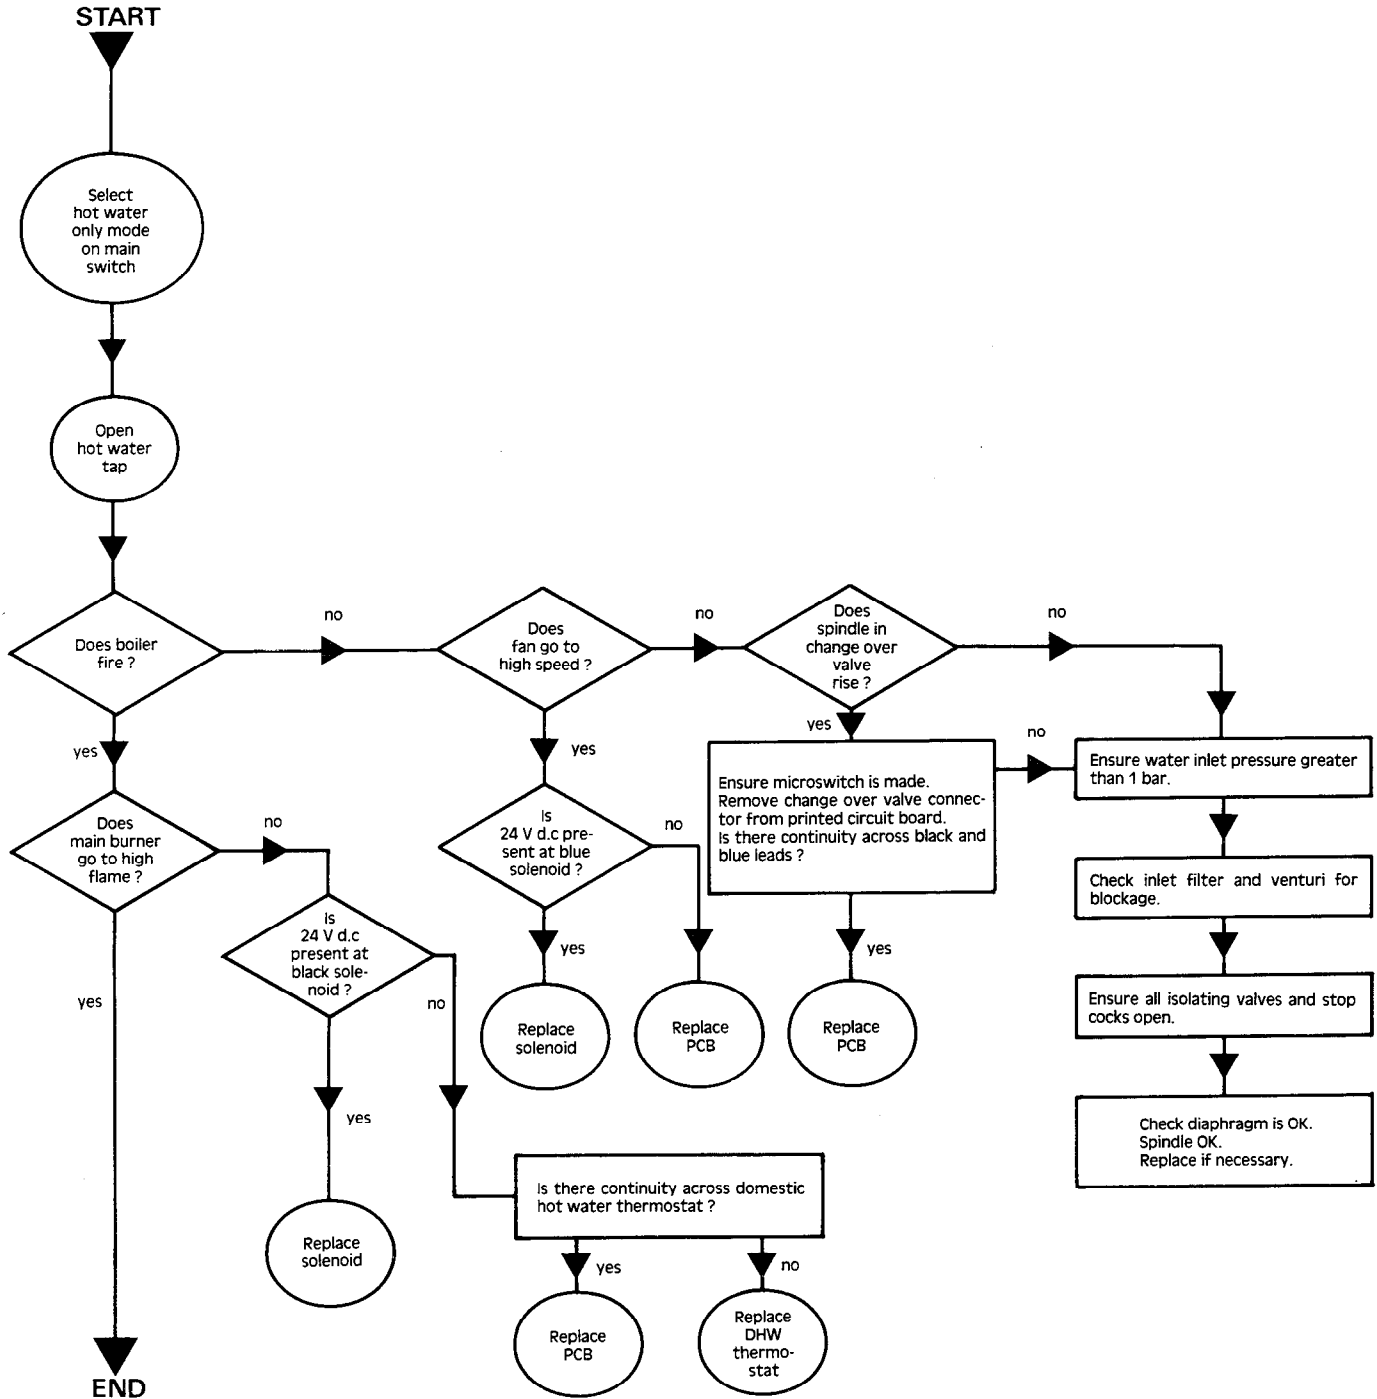 START
Select
hot water
only mode
on main
switch
Open
hot water
tap
Does boiler
fire ?
no
Does
fan go to
high speed ?
no
Does
spindle in
change over
valve
rise ?
no
yes
yes
yes
no
Ensure microswitch is made.
Remove change over valve connec-
tor from printed circuit board.
Is there continuity across black and
blue leads ?
Ensure water inlet pressure greater
than 1 bar.
Does
main burner
go to high
flame ?
no
Is
24 V d.c pre-
sent at blue
solenoid ?
no
Check inlet filter and venturi for
blockage.
Is
24 V d.c
present at
black sole-
noid ?
no
yes
yes
yes
yes
Replace
solenoid
Replace
PCB
Replace
PCB
Ensure all isolating valves and stop
cocks open.
yes
Check diaphragm is OK.
Spindle OK.
Replace if necessary.
Is there continuity across domestic
hot water thermostat ?
Replace
solenoid
yes
no
Replace
PCB
Replace
DHW
thermo-
stat
END